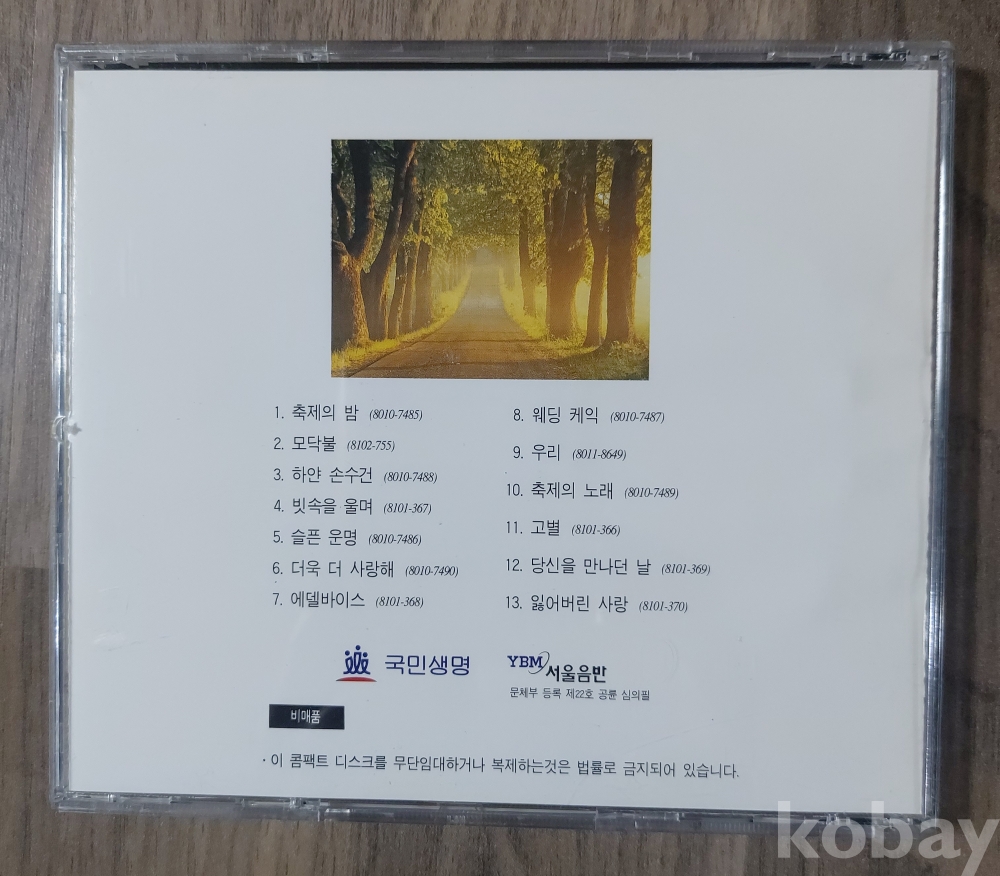 1. 축제의 밤 (8010-7485)
2. 모닥불 (8102-755)
3. 하얀 손수건 (8010-7488)
4. 빗속을 울며 (8101-367)
5. 슬픈 운명 (8010-7486)
6. 더욱 더 사랑해 (8010-7490)
7. 에델바이스 (8101-368)
8. 웨딩 케익 (8010-7487)
9. 우리 (8011-8649)
10. 축제의 노래 (8010-7489)
11. 고별 (8101-366)
12. 당신을 만나던 날 (8101-369)
13. 잃어버린 사랑 (8101-370)
국민생명
YBM 서울음반
문체부 등록 제22호 공륜 심의필
비매품
· 이 콤팩트 디스크를 무단임대하거나 복제하는것은 법률로 금지되어 있습니다.
kobay